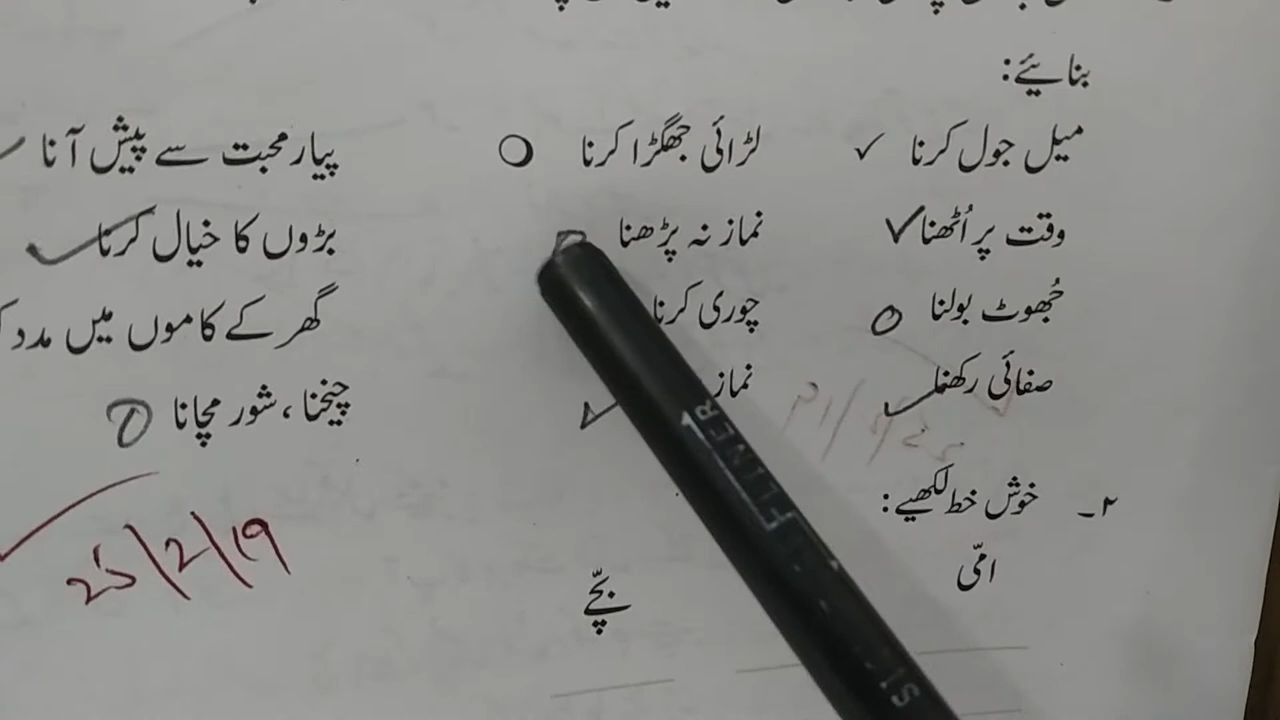 بنائیے:
میل جول کرنا ✓ لڑائی جھگڑا کرنا پیار محبت سے پیش آنا
وقت پر اُٹھنا ✓ نماز نہ پڑھنا بڑوں کا خیال کرنا ✓
جُھوٹ بولنا چوری کرنا گھر کے کاموں میں مدد
صفائی رکھنا ✓ نماز ✓ چیخنا، شور مچانا
۲۔ خوش خط لکھیے:
امّی
بچّے
25/2/19
FLINER